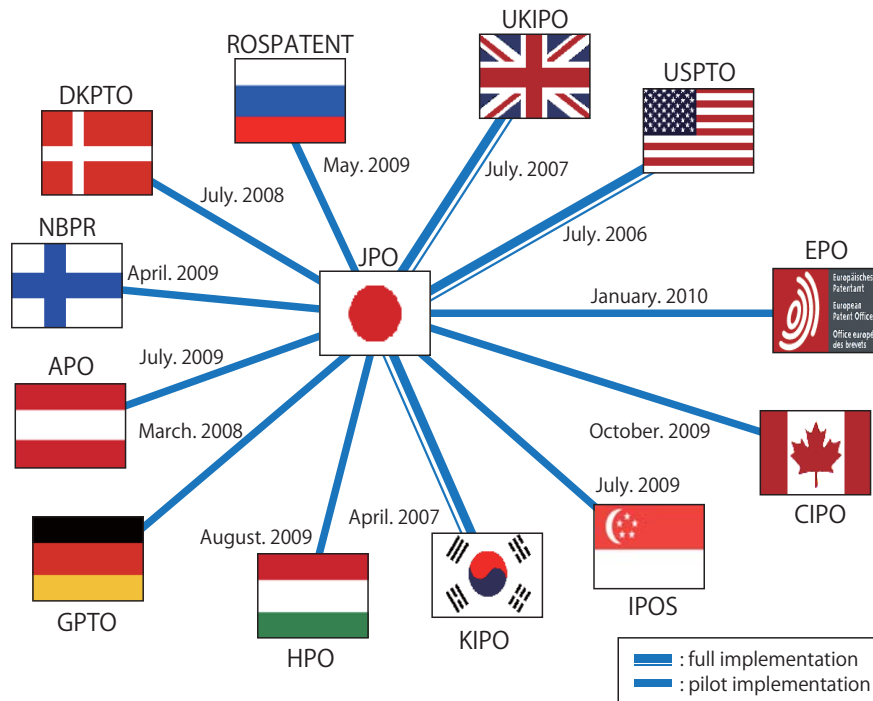 UKIPO
ROSPATENT
USPTO
DKPTO
May. 2009
July. 2007
July. 2008
NBPR
JPO
July. 2006
EPO
April. 2009
January. 2010
Europäisches
Patentamt
European
Patent Office
Office europé
des brevets
July. 2009
APO
March. 2008
October. 2009
July. 2009
CIPO
August. 2009
April. 2007
GPTO
HPO
KIPO
IPOS
: full implementation
: pilot implementation